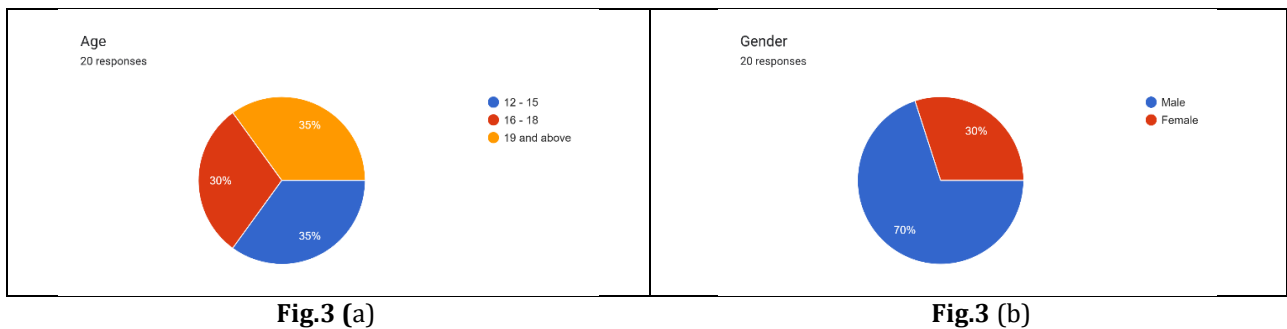 Age
20 responses
12 - 15
16 - 18
19 and above
35%
30%
35%
Fig.3 (a)
Gender
20 responses
Male
Female
30%
70%
Fig.3 (b)